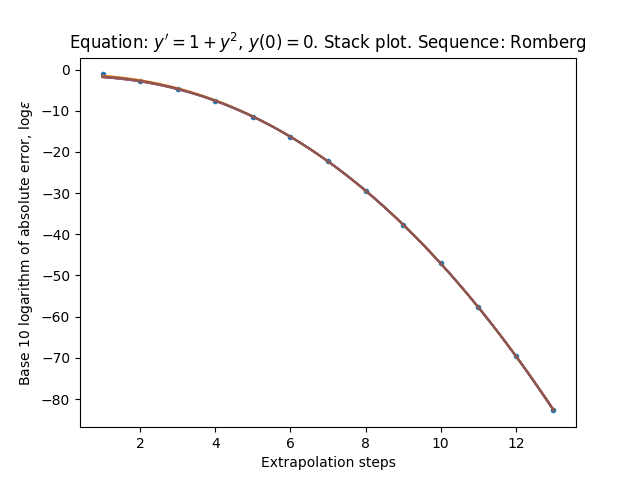 Equation: y′ = 1 + y², y(0) = 0. Stack plot. Sequence: Romberg
Base 10 logarithm of absolute error, logε
0
−10
−20
−30
−40
−50
−60
−70
−80
2 4 6 8 10 12
Extrapolation steps